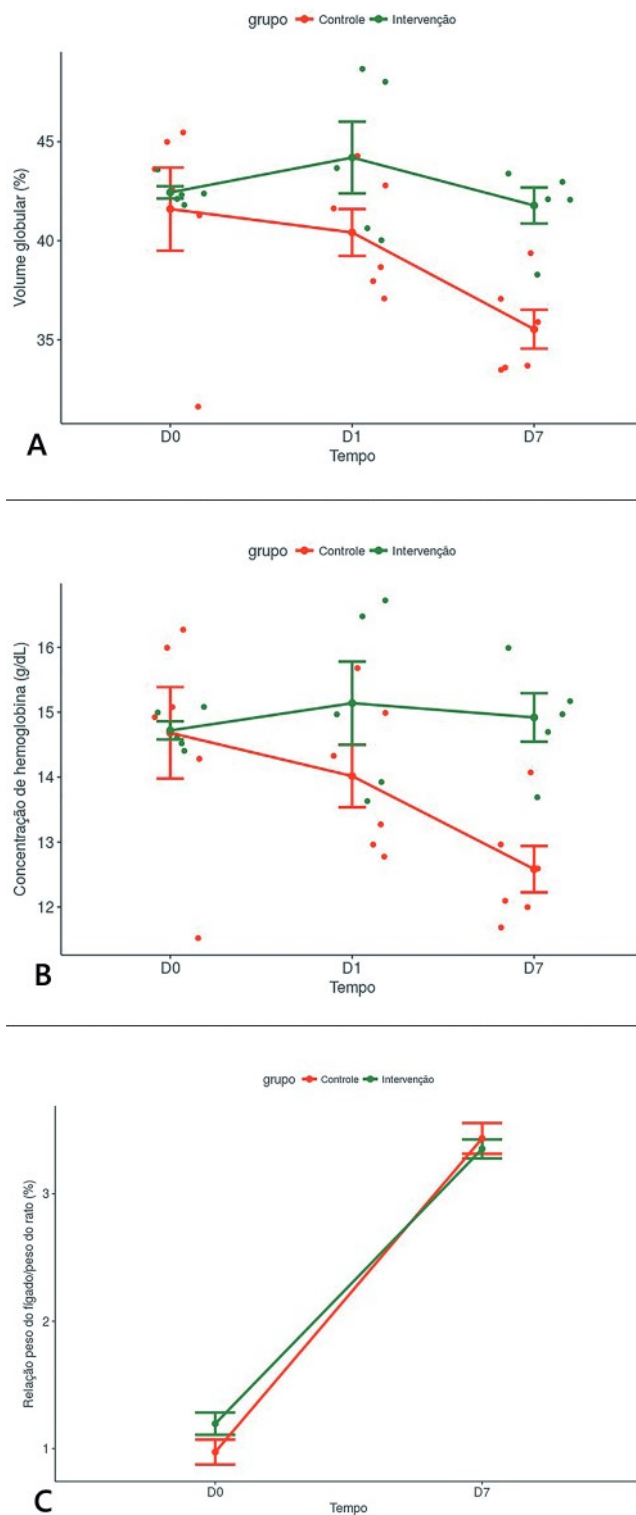 grupo Controle Intervenção
Volume globular (%)
45
40
35
D0 D1 D7
Tempo
A
grupo Controle Intervenção
Concentração de hemoglobina (g/dL)
16
15
14
13
12
D0 D1 D7
Tempo
B
grupo Controle Intervenção
Relação peso do fígado/peso do rato (%)
3
2
1
D0 D7
Tempo
C